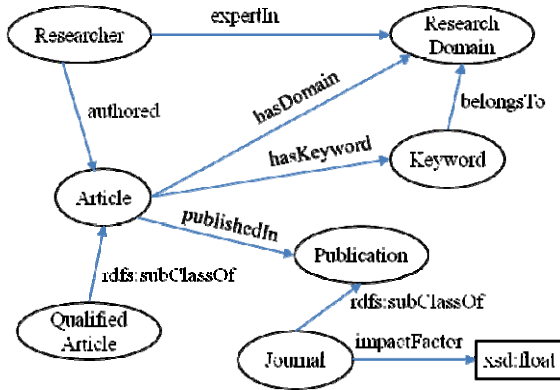 expertIn
Researcher
Research
Domain
authored
hasDomain
belongsTo
hasKeyword
Keyword
Article
publishedIn
Publication
rdfs:subClassOf
rdfs:subClassOf
Qualified
Article
impactFactor
Journal
xsd:float